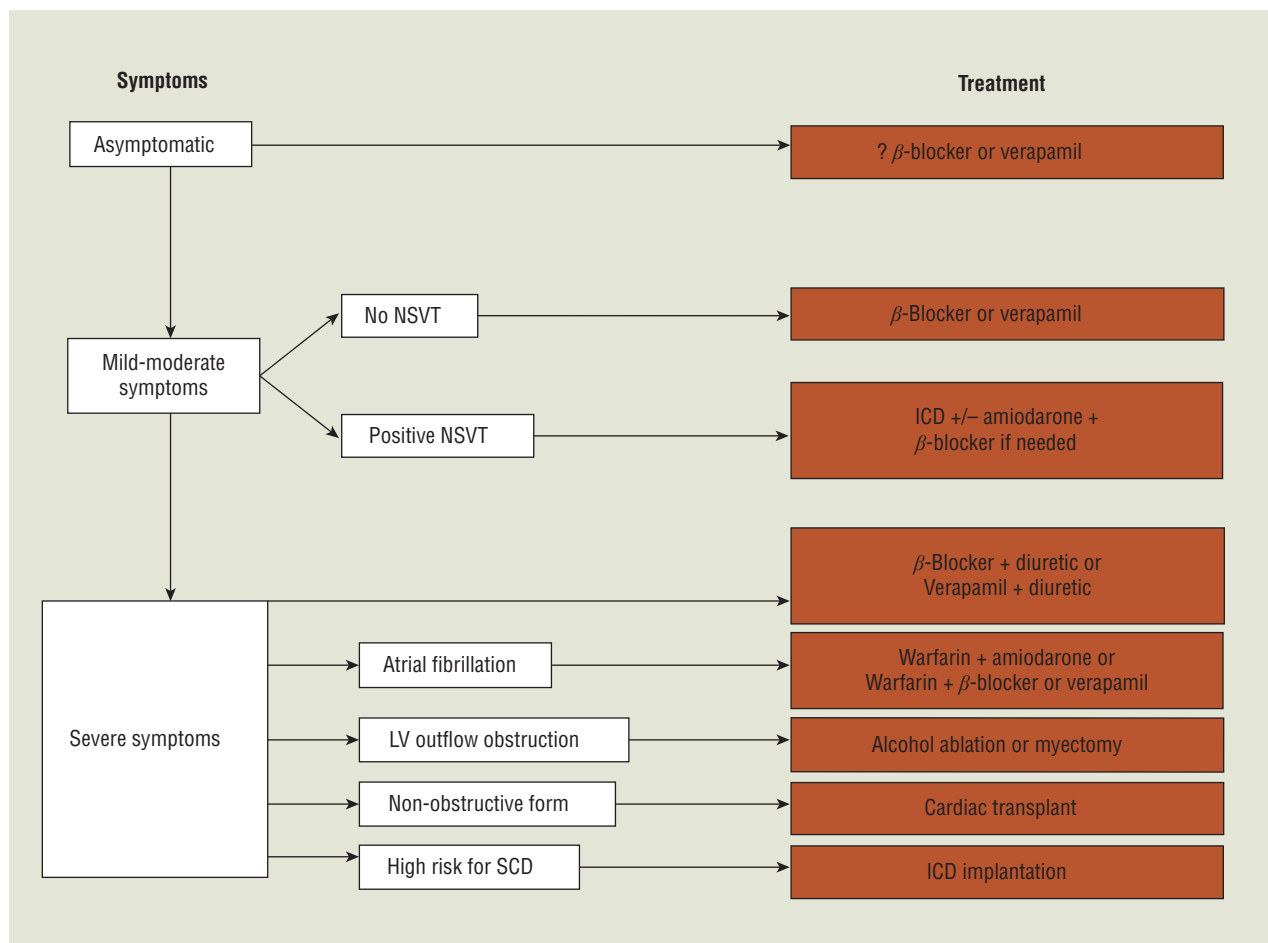 Symptoms
Treatment
Asymptomatic
? β-blocker or verapamil
No NSVT
β-Blocker or verapamil
Mild-moderate
symptoms
Positive NSVT
ICD +/– amiodarone +
β-blocker if needed
β-Blocker + diuretic or
Verapamil + diuretic
Severe symptoms
Atrial fibrillation
Warfarin + amiodarone or
Warfarin + β-blocker or verapamil
LV outflow obstruction
Alcohol ablation or myectomy
Non-obstructive form
Cardiac transplant
High risk for SCD
ICD implantation